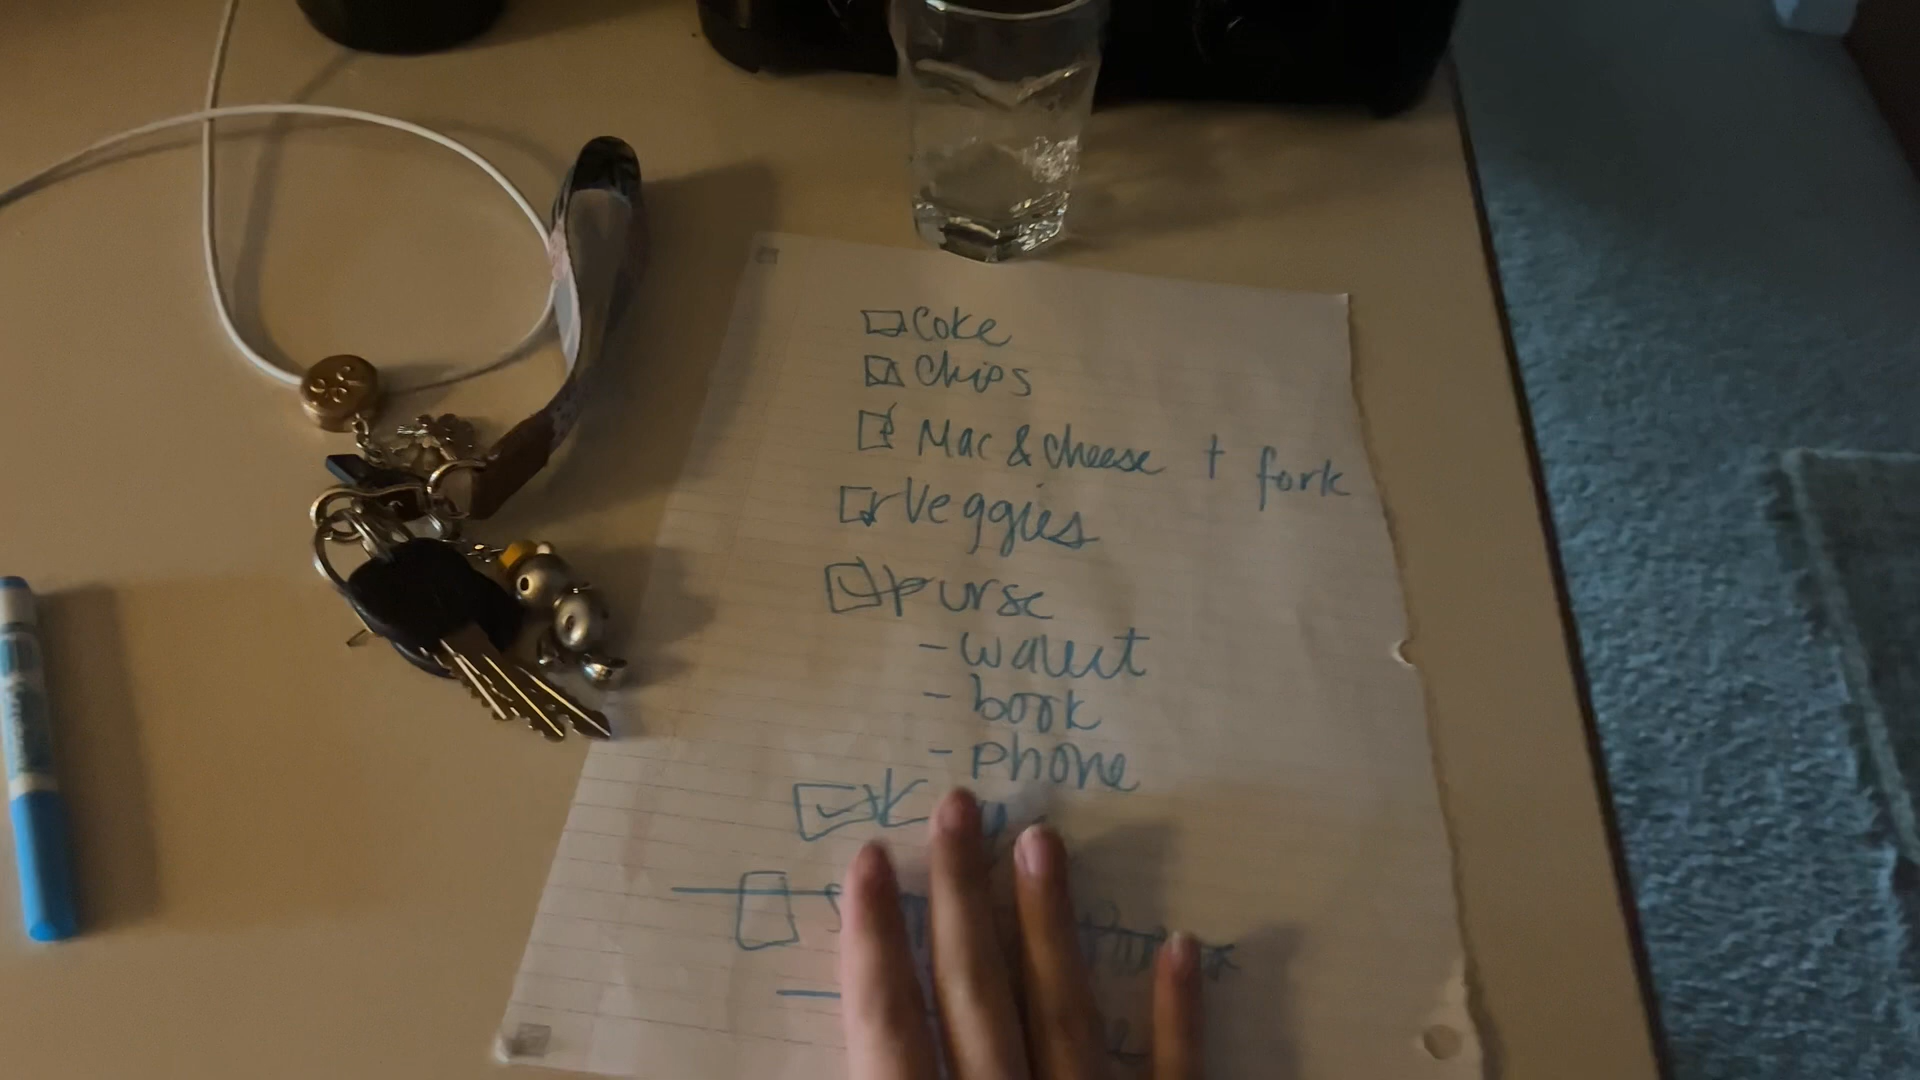 Coke
Chips
Mac & cheese + fork
Veggies
purse
- wallet
- book
- phone